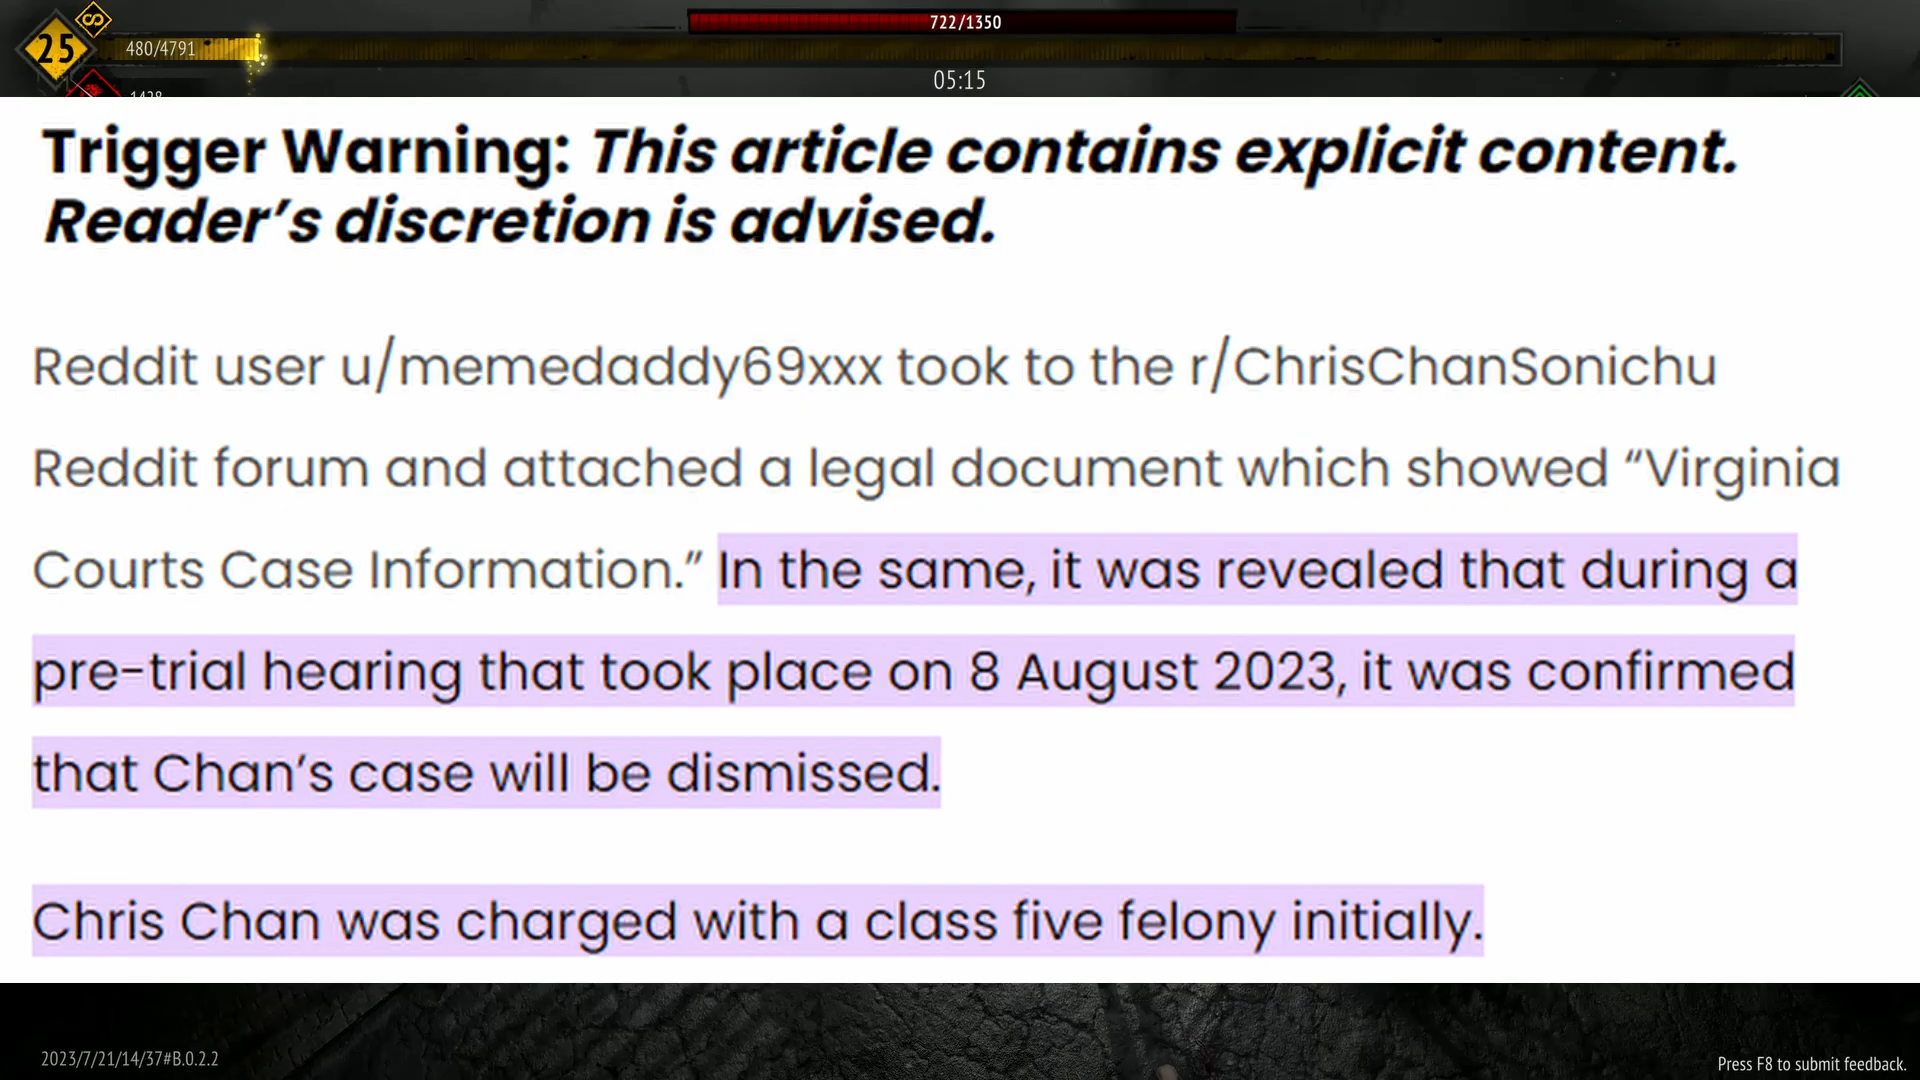 25
480/4791
722/1350
05:15
Trigger Warning: This article contains explicit content.
Reader’s discretion is advised.
Reddit user u/memedaddy69xxx took to the r/ChrisChanSonichu
Reddit forum and attached a legal document which showed “Virginia
Courts Case Information.” In the same, it was revealed that during a
pre-trial hearing that took place on 8 August 2023, it was confirmed
that Chan’s case will be dismissed.
Chris Chan was charged with a class five felony initially.
2023/7/21/14/37#B.0.2.2
Press F8 to submit feedback.